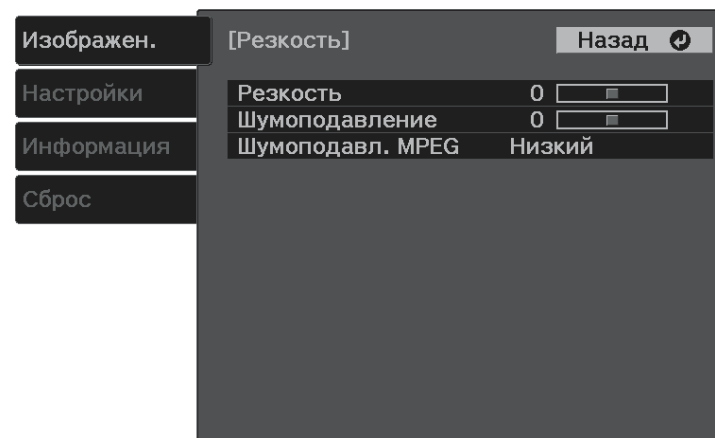 Изображен.
Настройки
Информация
Сброс
[Резкость]
Назад
Резкость 0
Шумоподавление 0
Шумоподавл. MPEG Низкий